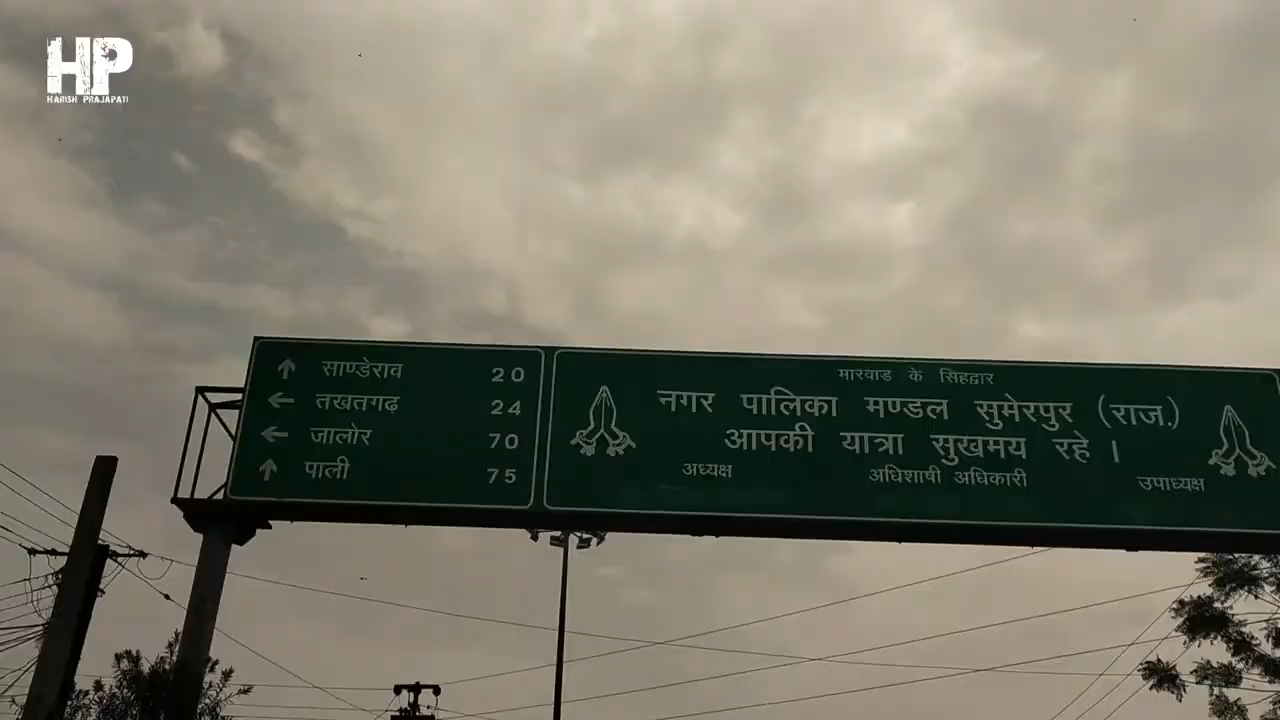 HP
HARISH PRAJAPATI
साण्डेराव 20
तखतगढ़ 24
जालोर 70
पाली 75
मारवाड के सिंहद्वार
नगर पालिका मण्डल सुमेरपुर (राज.)
आपकी यात्रा सुखमय रहे ।
अध्यक्ष अधिशाषी अधिकारी उपाध्यक्ष